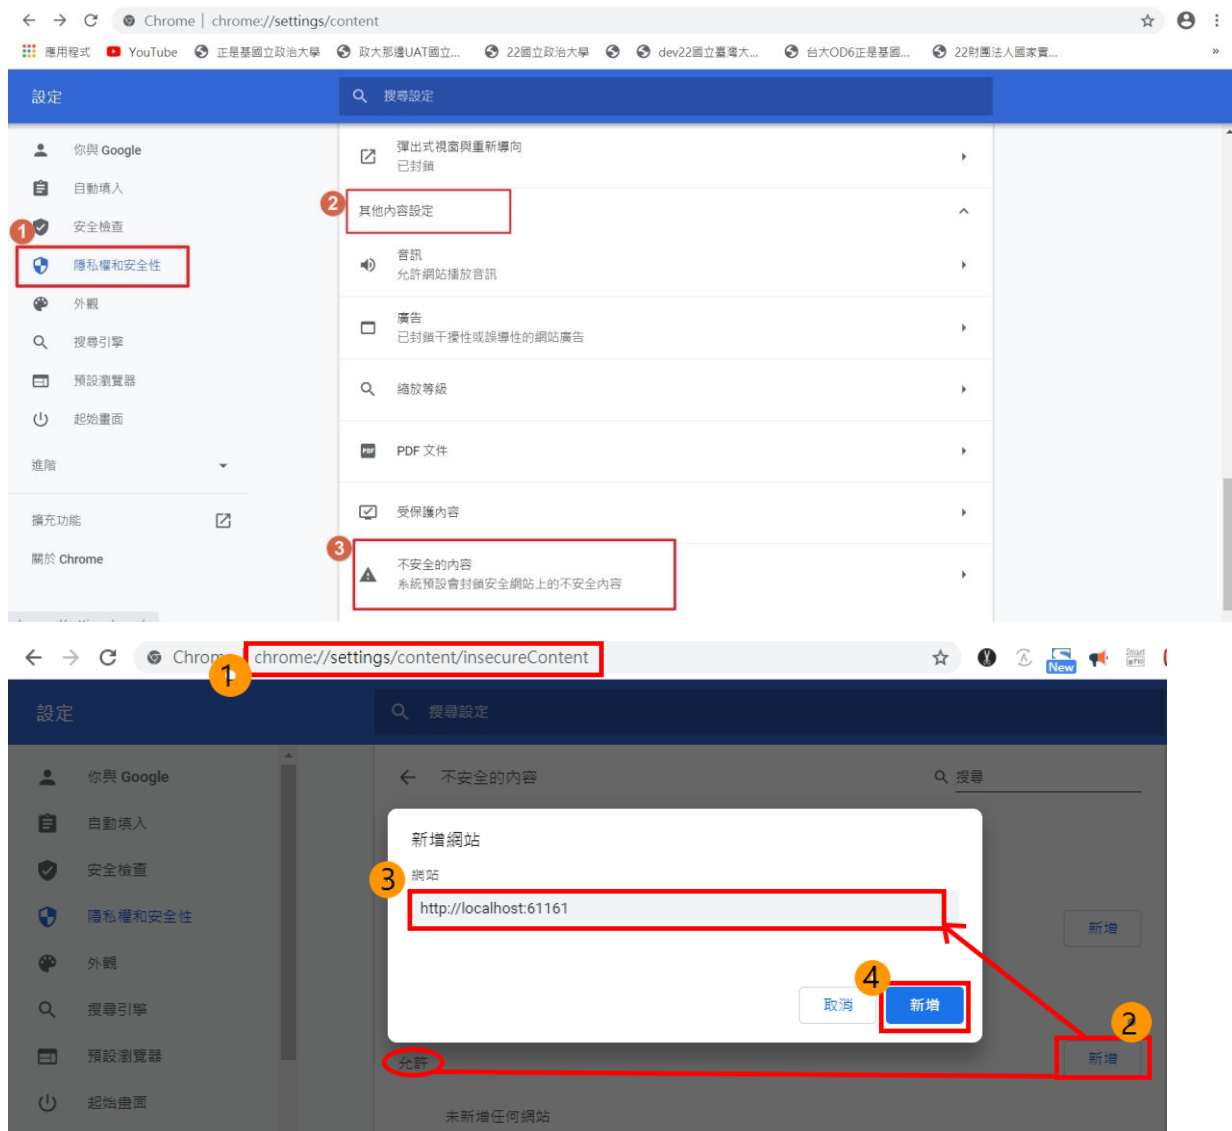 Chrome | chrome://settings/content
應用程式 YouTube 正是基國立政治大學 政大那邊UAT國立... 22國立政治大學 dev22國立臺灣大... 台大OD6正是基國... 22財團法人國家實... »
設定 搜尋設定
你與 Google
自動填入
1 安全檢查
隱私權和安全性
外觀
搜尋引擎
預設瀏覽器
起始畫面
進階
擴充功能
關於 Chrome
彈出式視窗與重新導向
已封鎖
2 其他內容設定
音訊
允許網站播放音訊
廣告
已封鎖干擾性或誤導性的網站廣告
縮放等級
PDF PDF 文件
受保護內容
3 不安全的內容
系統預設會封鎖安全網站上的不安全內容
Chrome 1 chrome://settings/content/insecureContent New Smart
設定 搜尋設定
你與 Google
自動填入
安全檢查
隱私權和安全性
外觀
搜尋引擎
預設瀏覽器
起始畫面
不安全的內容 搜尋
新增網站
3 網站
http://localhost:61161
新增
4
取消 新增
2
允許 新增
未新增任何網站